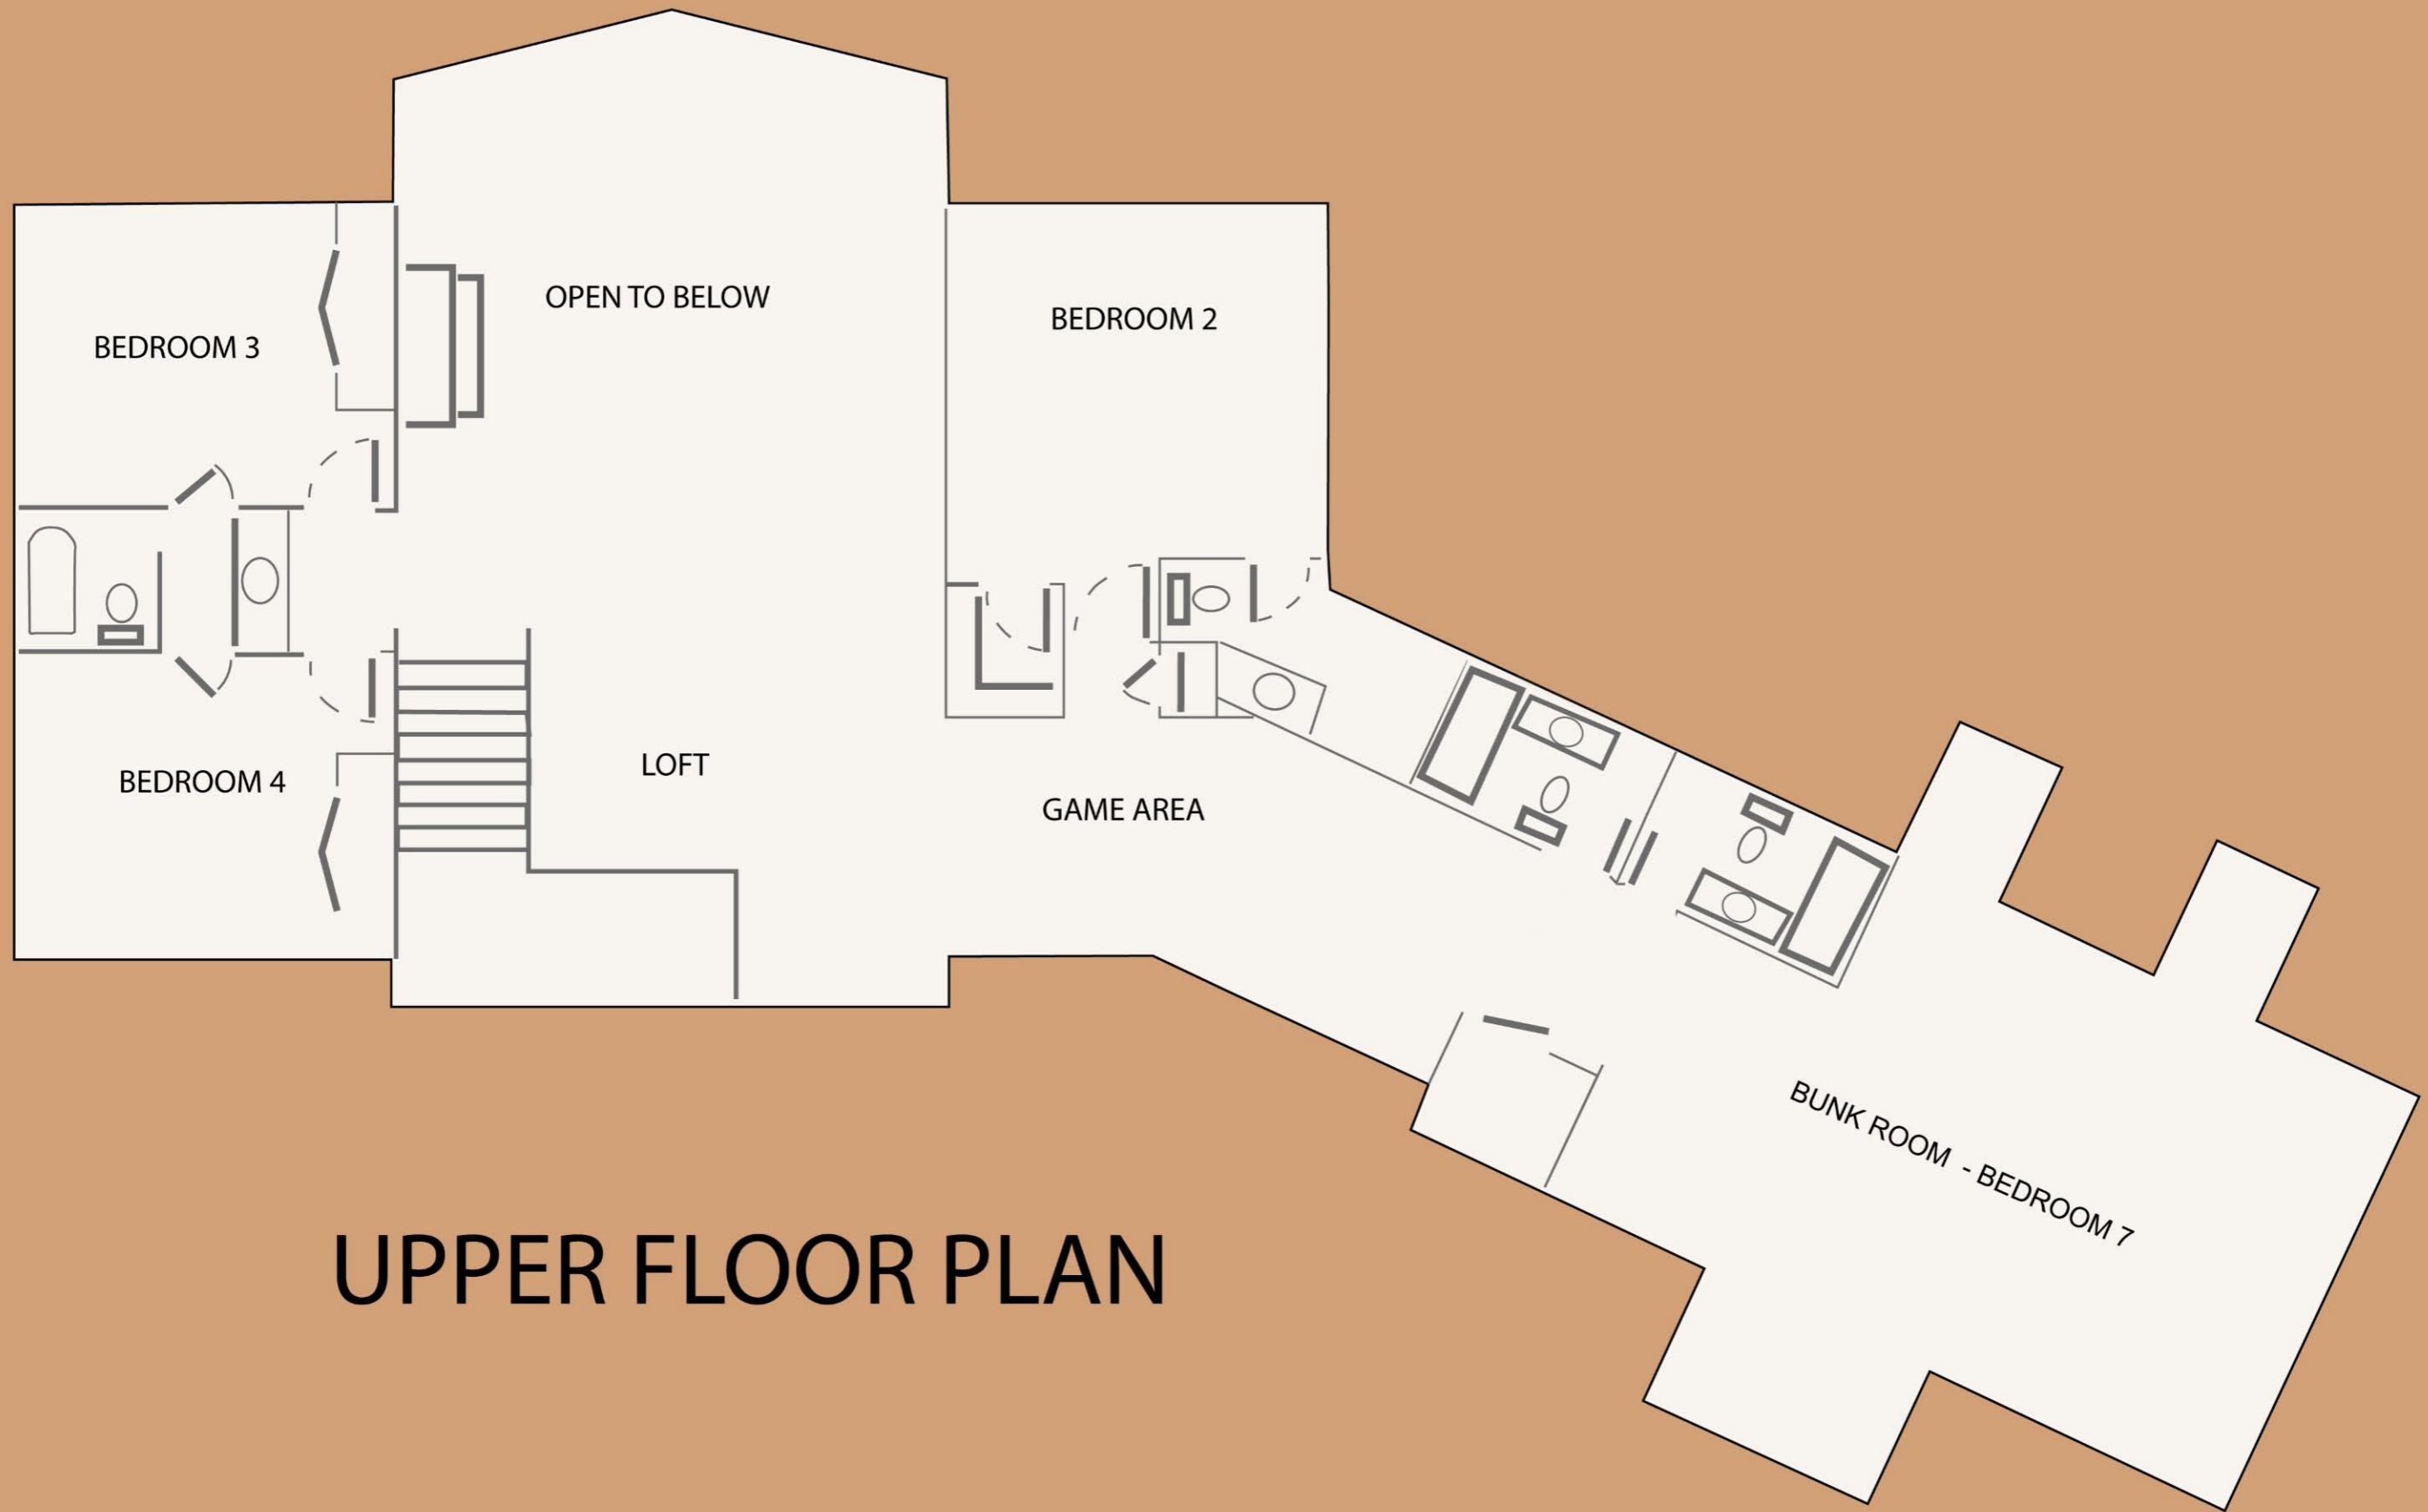 OPEN TO BELOW
BEDROOM 2
BEDROOM 3
LOFT
BEDROOM 4
GAME AREA
BUNK ROOM - BEDROOM 7
UPPER FLOOR PLAN